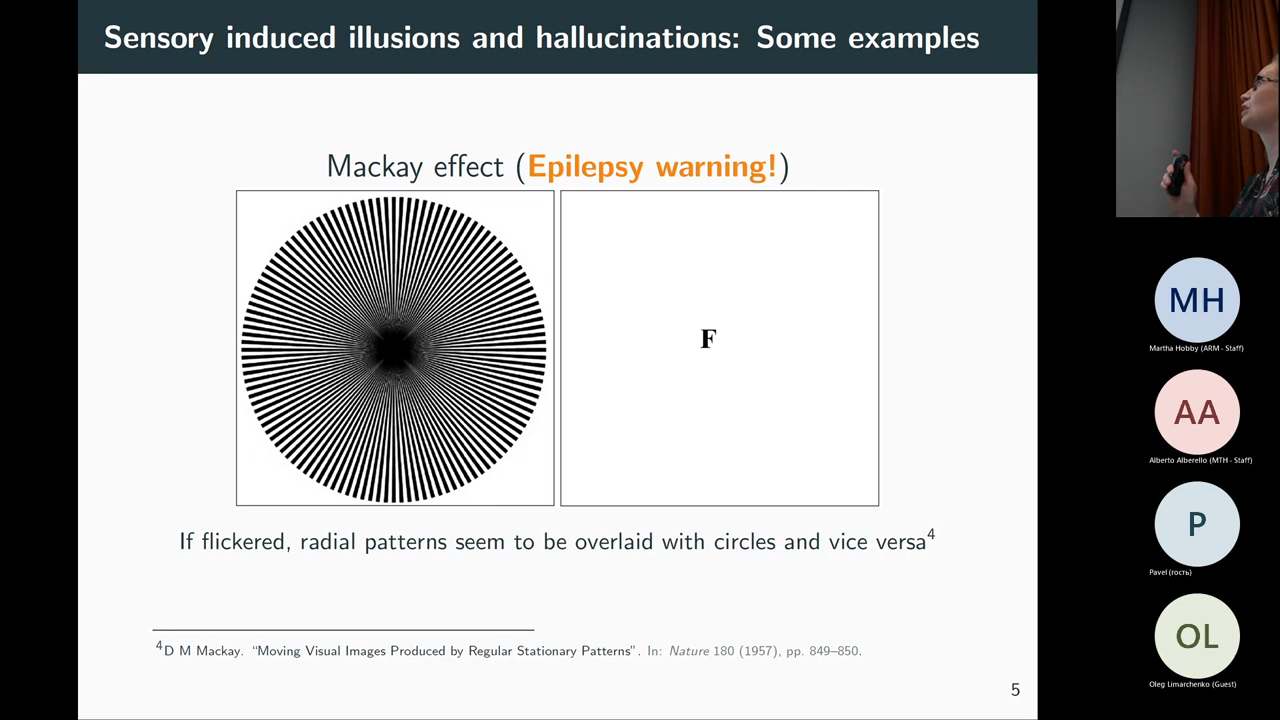 Sensory induced illusions and hallucinations: Some examples
Mackay effect (Epilepsy warning!)
F
If flickered, radial patterns seem to be overlaid with circles and vice versa4
4D M Mackay. “Moving Visual Images Produced by Regular Stationary Patterns”. In: Nature 180 (1957), pp. 849–850.
5
MH
Martha Hobby (ARM - Staff)
AA
Alberto Alberello (MTH - Staff)
P
Pavel (гость)
OL
Oleg Limarchenko (Guest)